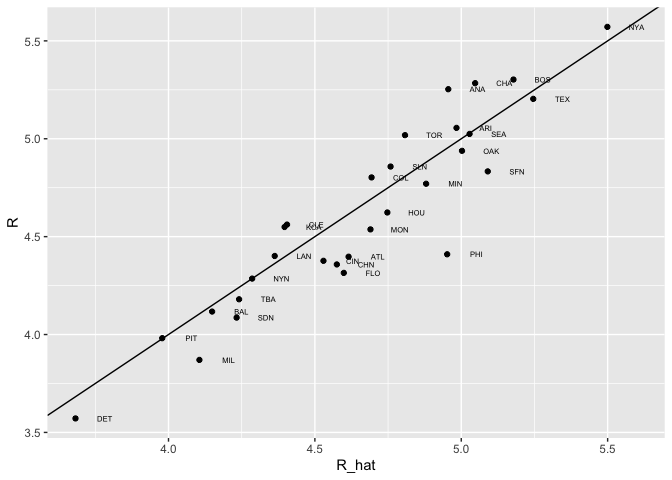 5.5
5.0
4.5
4.0
3.5
R
NYA
BOS
CHA
ANA
TEX
ARI
SEA
TOR
OAK
SLN
SFN
COL
MIN
HOU
CLE
KCA
MON
PHI
LAN
ATL
CIN
CHN
FLO
NYN
TBA
BAL
SDN
PIT
MIL
DET
4.0
4.5
5.0
5.5
R_hat